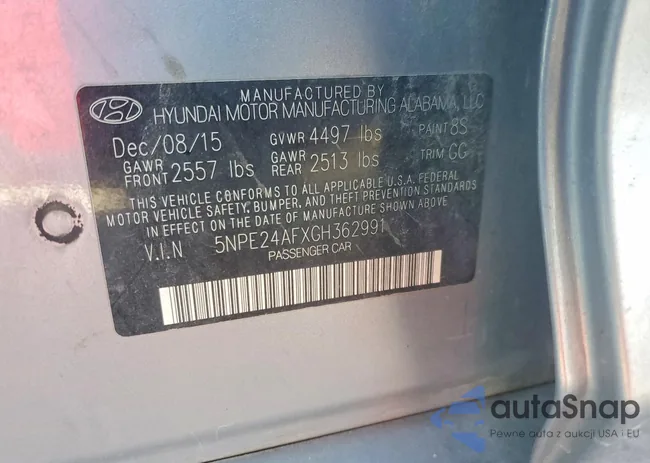 MANUFACTURED BY
HYUNDAI MOTOR MANUFACTURING ALABAMA, LLC
Dec/08/15 GVWR 4497 lbs PAINT 8S
GAWR FRONT 2557 lbs GAWR REAR 2513 lbs TRIM GG
THIS VEHICLE CONFORMS TO ALL APPLICABLE U.S.A. FEDERAL
MOTOR VEHICLE SAFETY, BUMPER, AND THEFT PREVENTION STANDARDS
IN EFFECT ON THE DATE OF MANUFACTURE SHOWN ABOVE.
V.I.N 5NPE24AFXGH362991
PASSENGER CAR
autaSnap
Pewne auta z aukcji USA i EU